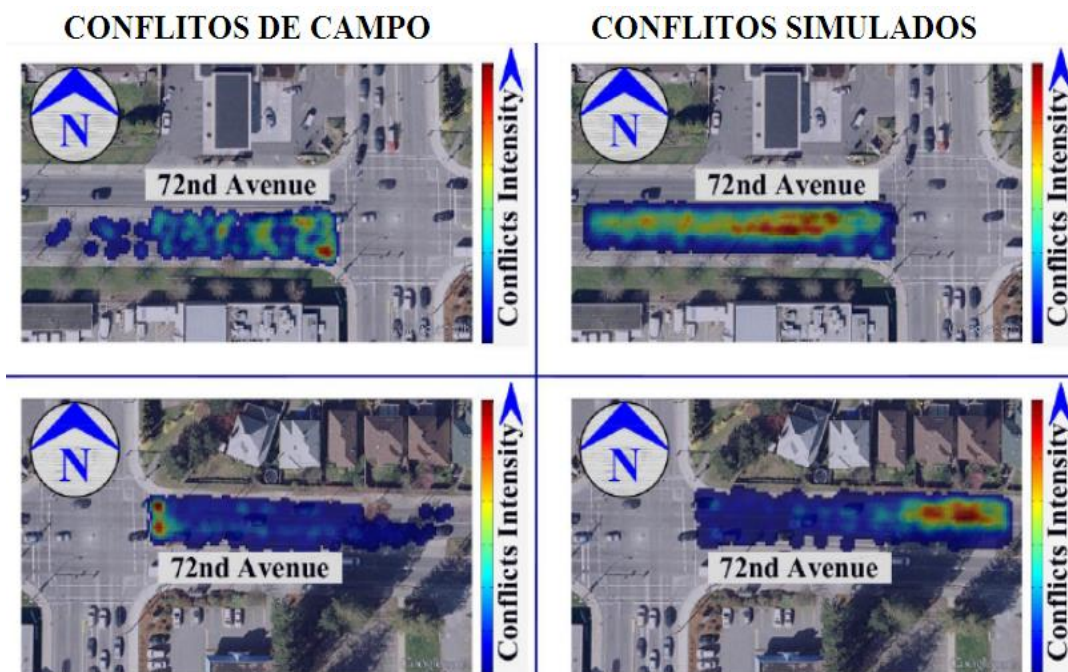 CONFLITOS DE CAMPO
CONFLITOS SIMULADOS
N
72nd Avenue
Conflicts Intensity
N
72nd Avenue
Conflicts Intensity
N
72nd Avenue
Conflicts Intensity
N
72nd Avenue
Conflicts Intensity